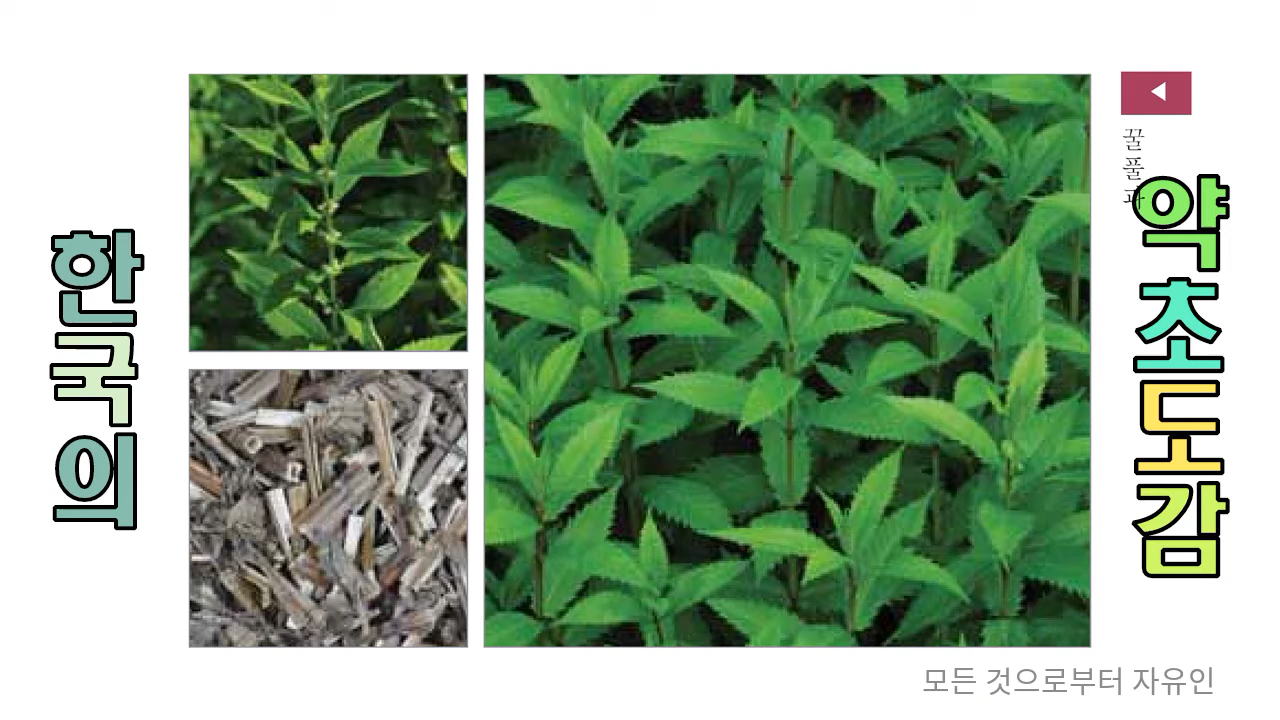 한국의
꿀풀과
약초도감
모든 것으로부터 자유인